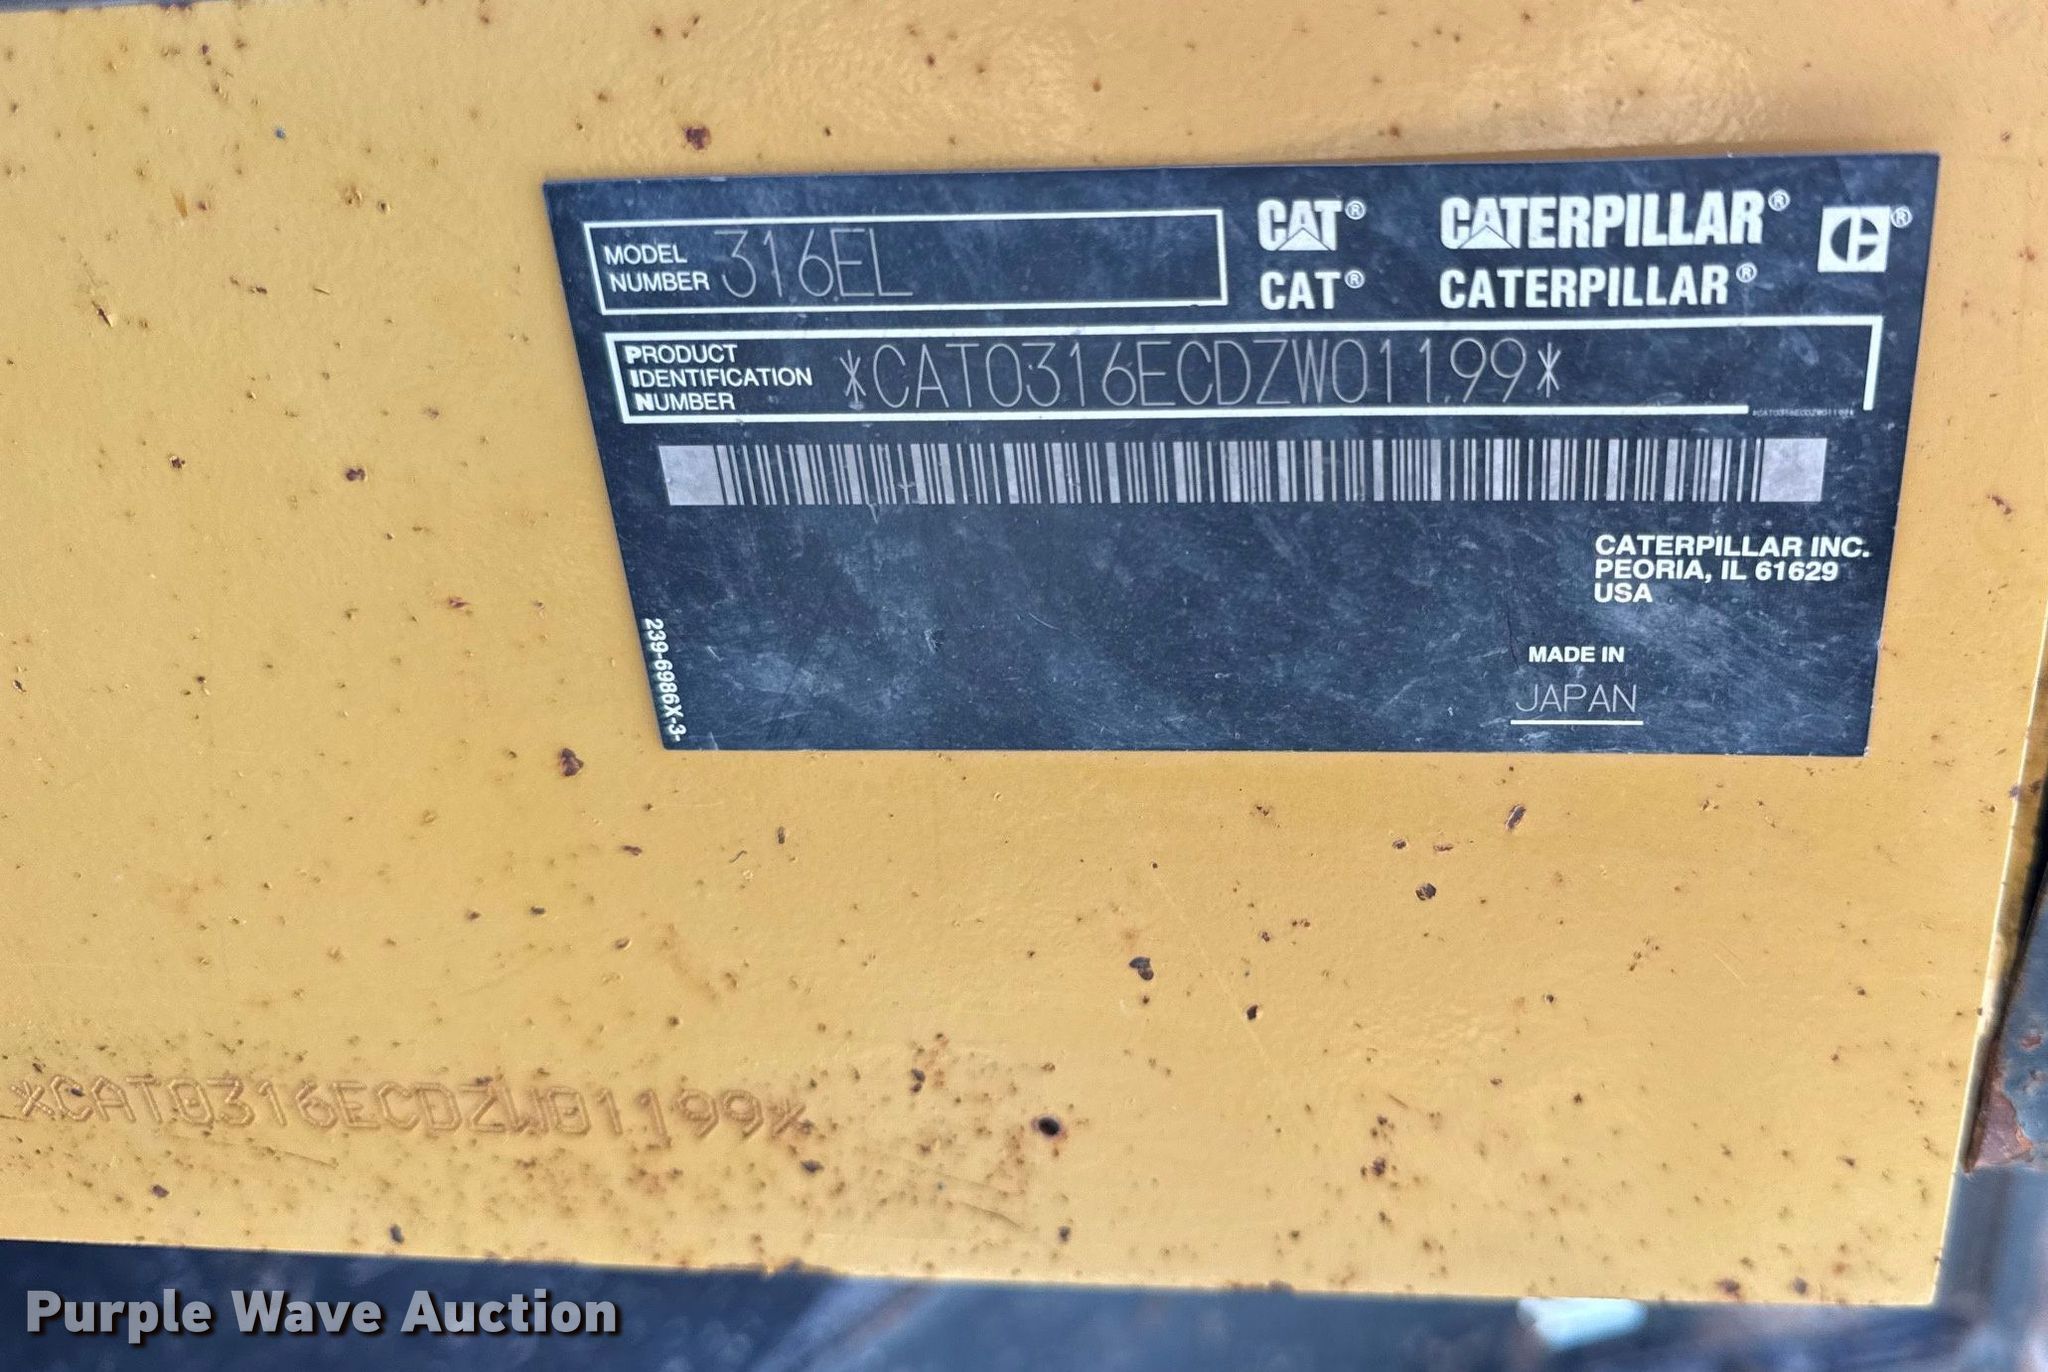 MODEL NUMBER 316EL
CAT® CATERPILLAR®
CAT® CATERPILLAR®
PRODUCT IDENTIFICATION NUMBER *CAT0316ECDZW01199*
*CAT0316ECDZW01199*
CATERPILLAR INC.
PEORIA, IL 61629
USA
MADE IN
JAPAN
239-6986X-3-
*CAT0316ECDZW01199*
Purple Wave Auction